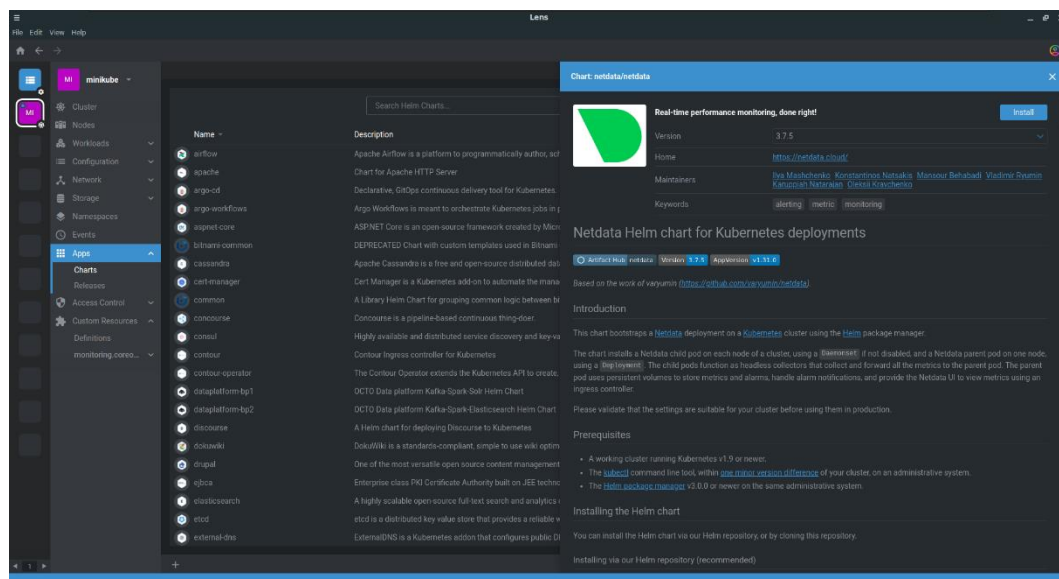 Lens
File Edit View Help
MI minikube
MI
Cluster
Nodes
Workloads
Configuration
Network
Storage
Namespaces
Events
Apps
Charts
Releases
Access Control
Custom Resources
Definitions
monitoring.coreo...
1
Search Helm Charts...
Name Description
airflow Apache Airflow is a platform to programmatically author, sch
apache Chart for Apache HTTP Server
argo-cd Declarative, GitOps continuous delivery tool for Kubernetes.
argo-workflows Argo Workflows is meant to orchestrate Kubernetes jobs in p
aspnet-core ASP.NET Core is an open-source framework created by Micro
bitnami-common DEPRECATED Chart with custom templates used in Bitnami
cassandra Apache Cassandra is a free and open-source distributed data
cert-manager Cert Manager is a Kubernetes add-on to automate the mana
common A Library Helm Chart for grouping common logic between bi
concourse Concourse is a pipeline-based continuous thing-doer.
consul Highly available and distributed service discovery and key-va
contour Contour Ingress controller for Kubernetes
contour-operator The Contour Operator extends the Kubernetes API to create,
dataplatform-bp1 OCTO Data platform Kafka-Spark-Solr Helm Chart
dataplatform-bp2 OCTO Data platform Kafka-Spark-Elasticsearch Helm Chart
discourse A Helm chart for deploying Discourse to Kubernetes
dokuwiki DokuWiki is a standards-compliant, simple to use wiki optim
drupal One of the most versatile open source content management
ejbca Enterprise class PKI Certificate Authority built on JEE techno
elasticsearch A highly scalable open-source full-text search and analytics e
etcd etcd is a distributed key value store that provides a reliable w
external-dns ExternalDNS is a Kubernetes addon that configures public D
Chart: netdata/netdata
Real-time performance monitoring, done right! Install
Version 3.7.5
Home https://netdata.cloud/
Maintainers Ilya Mashchenko Konstantinos Natsakis Mansour Behabadi Vladimir Ryumin
Katuçciah Nataraian Oleksii Kravchenko
Keywords alerting metric monitoring
Netdata Helm chart for Kubernetes deployments
Artifact Hub netdata Version 3.7.5 AppVersion v1.31.0
Based on the work of varyumin (https://github.com/varyumin/netdata).
Introduction
This chart bootstraps a Netdata deployment on a Kubernetes cluster using the Helm package manager.
The chart installs a Netdata child pod on each node of a cluster, using a Daemonset if not disabled, and a Netdata parent pod on one node,
using a Deployment. The child pods function as headless collectors that collect and forward all the metrics to the parent pod. The parent
pod uses persistent volumes to store metrics and alarms, handle alarm notifications, and provide the Netdata UI to view metrics using an
ingress controller.
Please validate that the settings are suitable for your cluster before using them in production.
Prerequisites
A working cluster running Kubernetes v1.9 or newer.
The kubectl command line tool, within one minor version difference of your cluster, on an administrative system.
The Helm package manager v3.0.0 or newer on the same administrative system.
Installing the Helm chart
You can install the Helm chart via our Helm repository, or by cloning this repository.
Installing via our Helm repository (recommended)